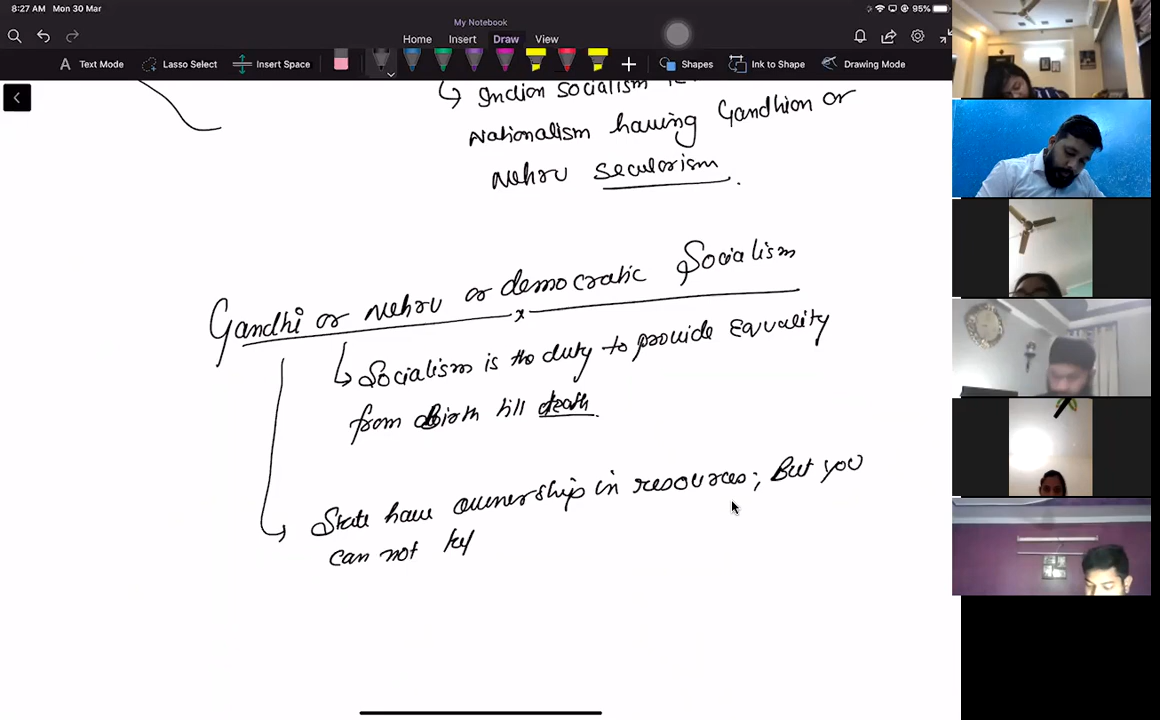 8:27 AM Mon 30 Mar
95%
My Notebook
Home Insert Draw View
Text Mode Lasso Select Insert Space Shapes Ink to Shape Drawing Mode
Indian socialism
Nationalism having Gandhian or
Nehru secularism.
Gandhi or Nehru or democratic Socialism
x
Socialism is the duty to provide Equality
from Birth till death.
State have ownership in resources; But you
can not